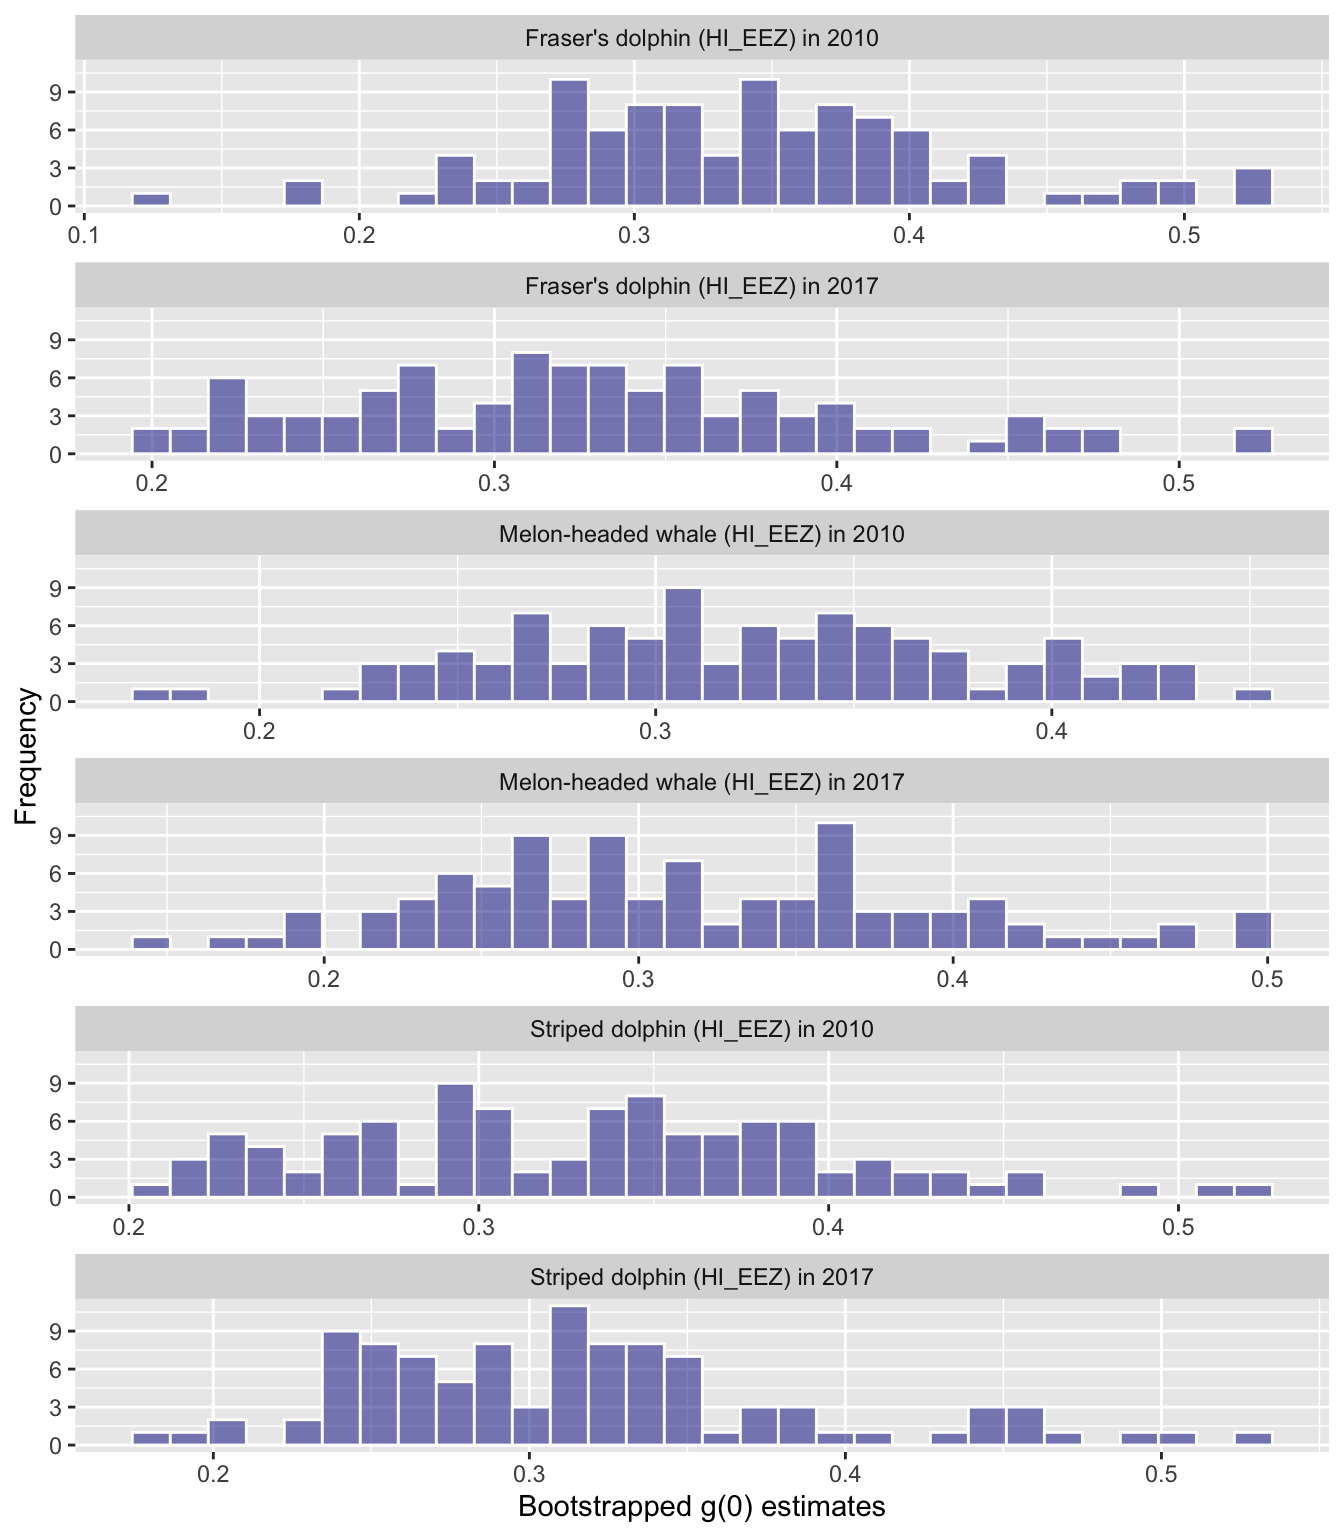 Fraser's dolphin (HI_EEZ) in 2010
9
6
3
0
0.1 0.2 0.3 0.4 0.5
Fraser's dolphin (HI_EEZ) in 2017
9
6
3
0
0.2 0.3 0.4 0.5
Melon-headed whale (HI_EEZ) in 2010
9
6
3
0
0.2 0.3 0.4
Frequency
Melon-headed whale (HI_EEZ) in 2017
9
6
3
0
0.2 0.3 0.4 0.5
Striped dolphin (HI_EEZ) in 2010
9
6
3
0
0.2 0.3 0.4 0.5
Striped dolphin (HI_EEZ) in 2017
9
6
3
0
0.2 0.3 0.4 0.5
Bootstrapped g(0) estimates